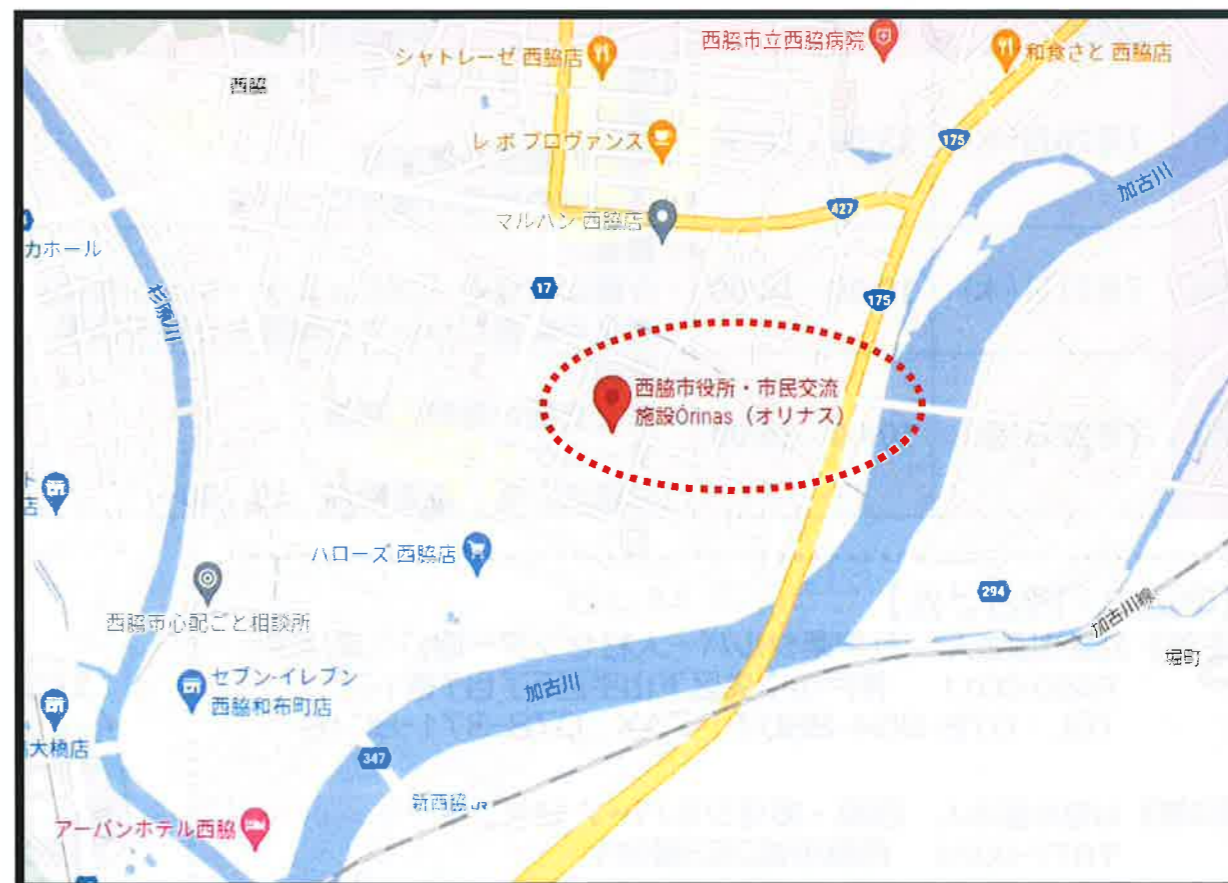 シャトレーゼ 西脇店
西脇市立西脇病院
和食さと 西脇店
西脇
レ ボ プロヴァンス
175
加古川
マルハン 西脇店
427
カホール
杉原川
17
175
西脇市役所・市民交流
施設Orinas（オリナス）
ト
店
ハローズ 西脇店
294
加古川線
西脇市心配ごと相談所
堀町
セブン-イレブン
西脇和布町店
加古川
大橋店
347
新西脇 JR
アーバンホテル西脇